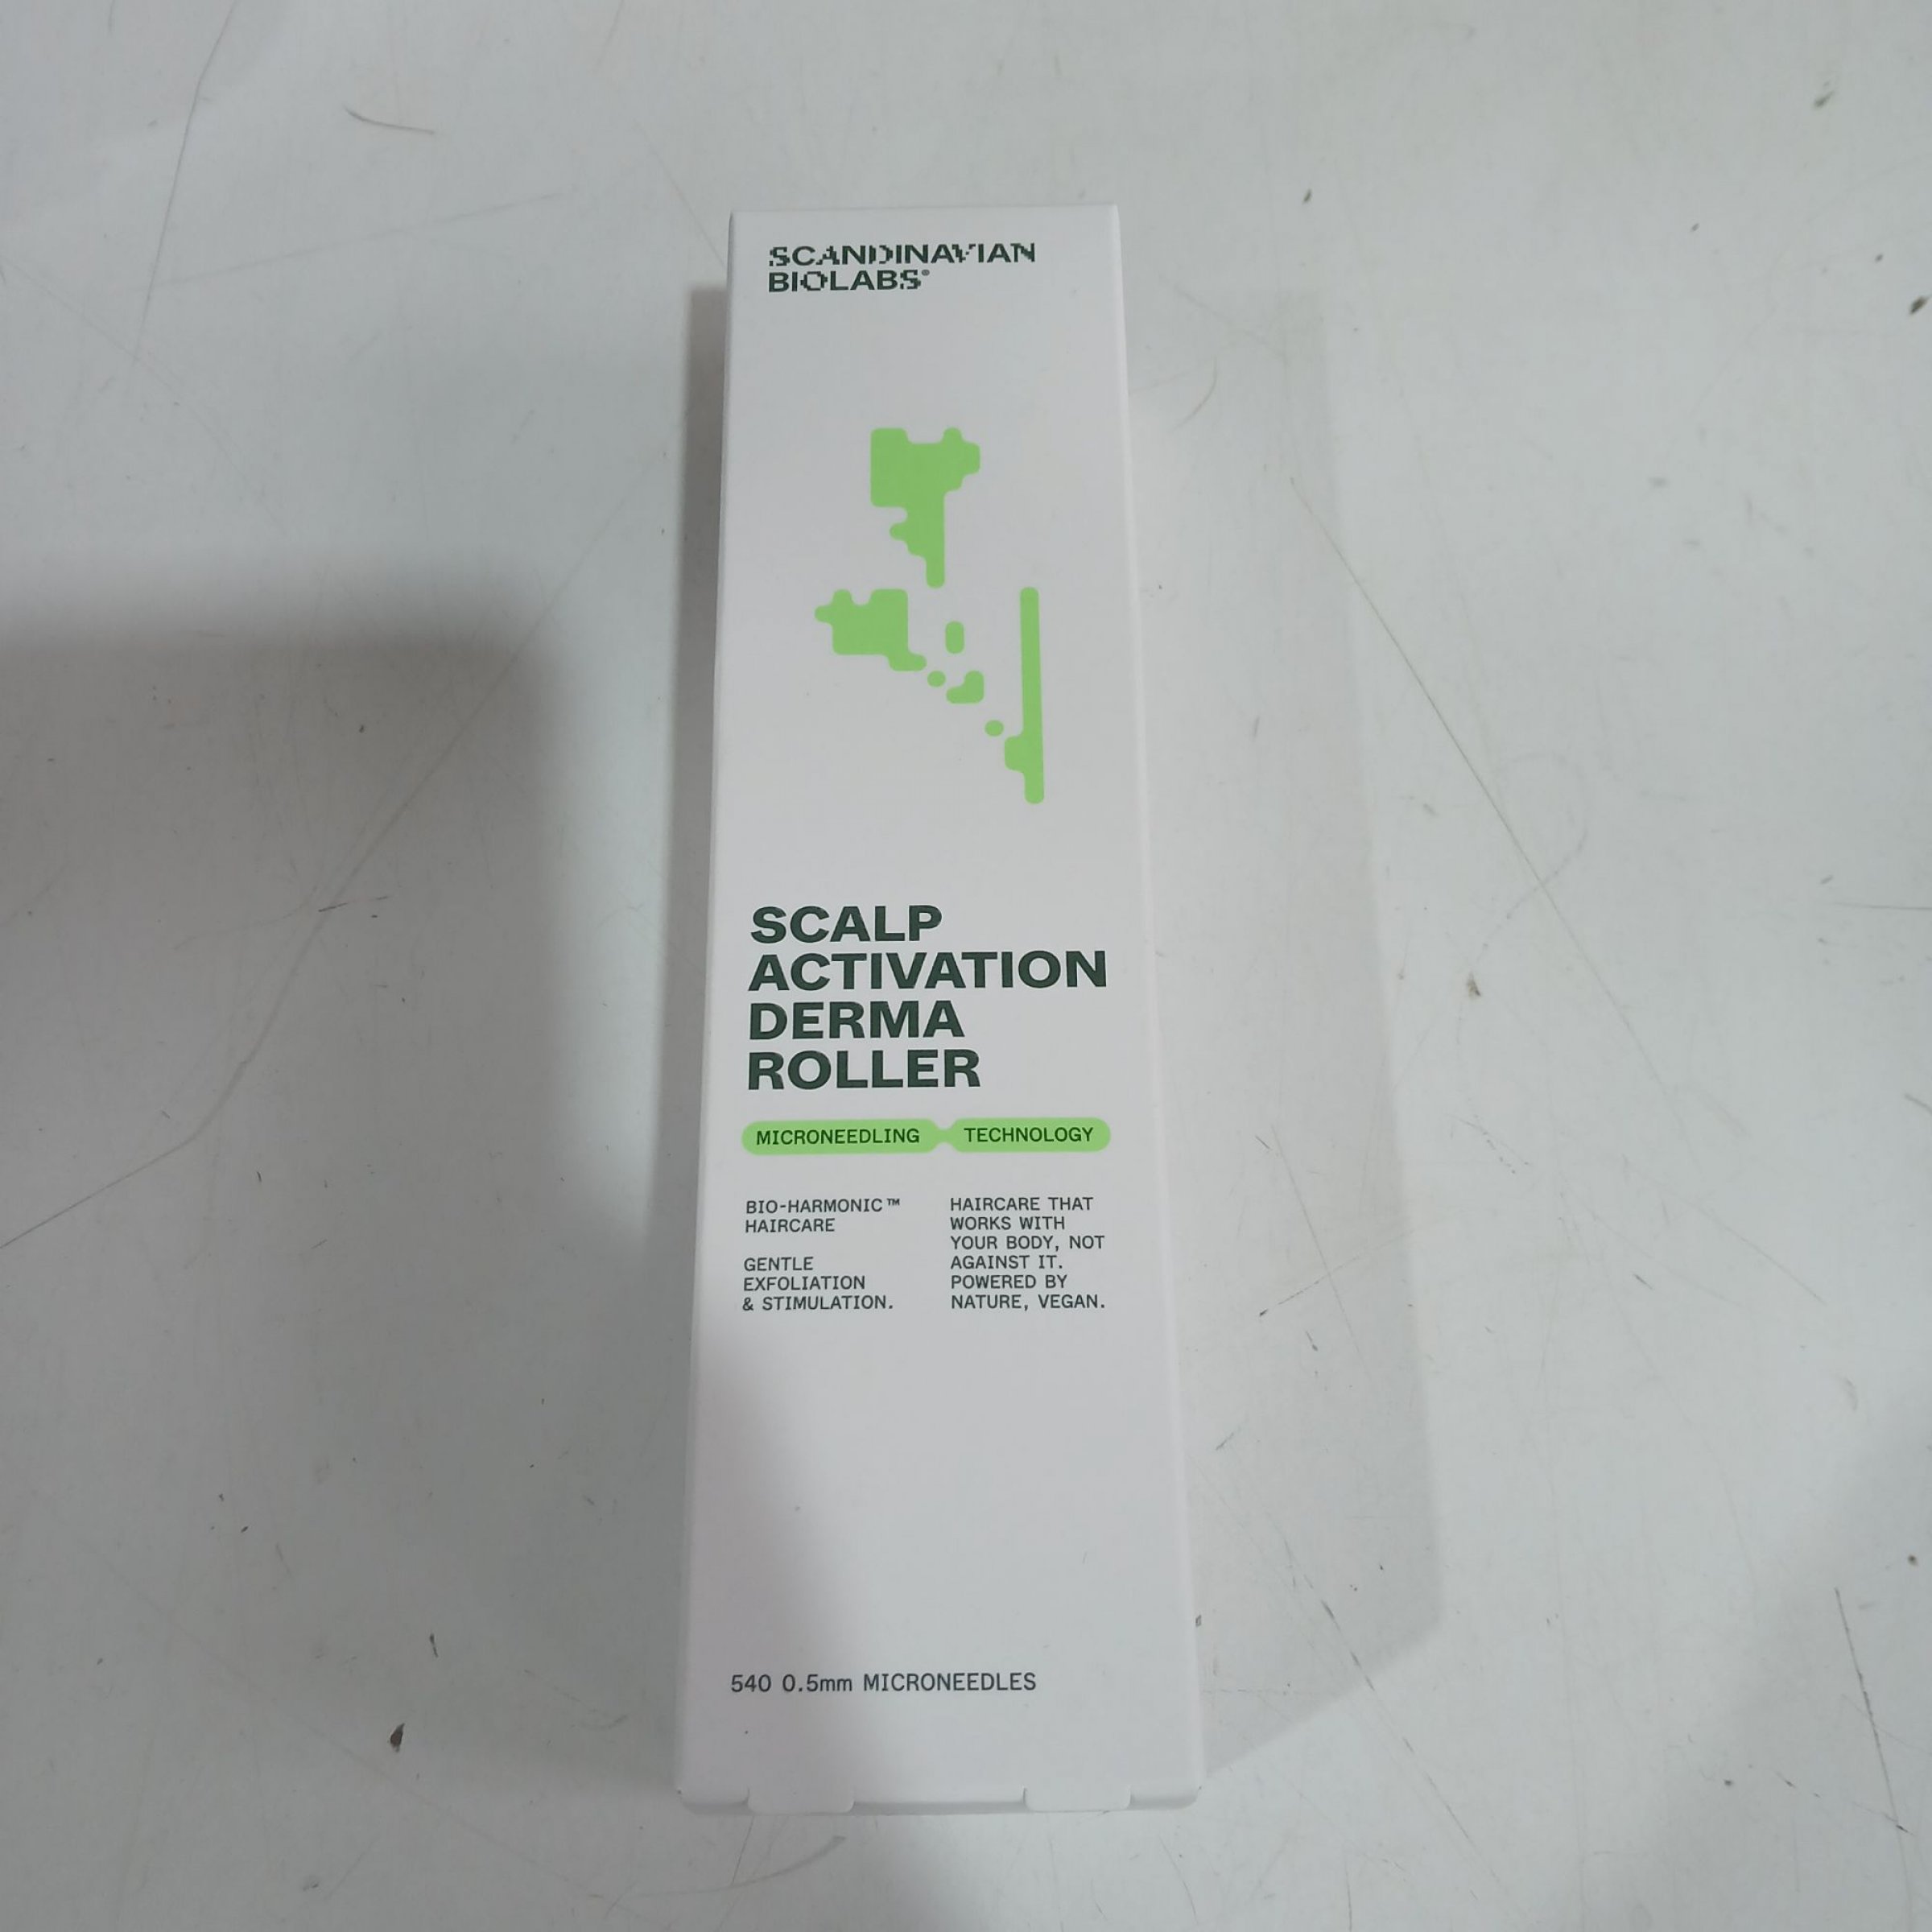 SCANDINAVIAN
BIOLABS®
SCALP
ACTIVATION
DERMA
ROLLER
MICRONEEDLING TECHNOLOGY
BIO-HARMONIC™
HAIRCARE
GENTLE
EXFOLIATION
& STIMULATION.
HAIRCARE THAT
WORKS WITH
YOUR BODY, NOT
AGAINST IT.
POWERED BY
NATURE, VEGAN.
540 0.5mm MICRONEEDLES